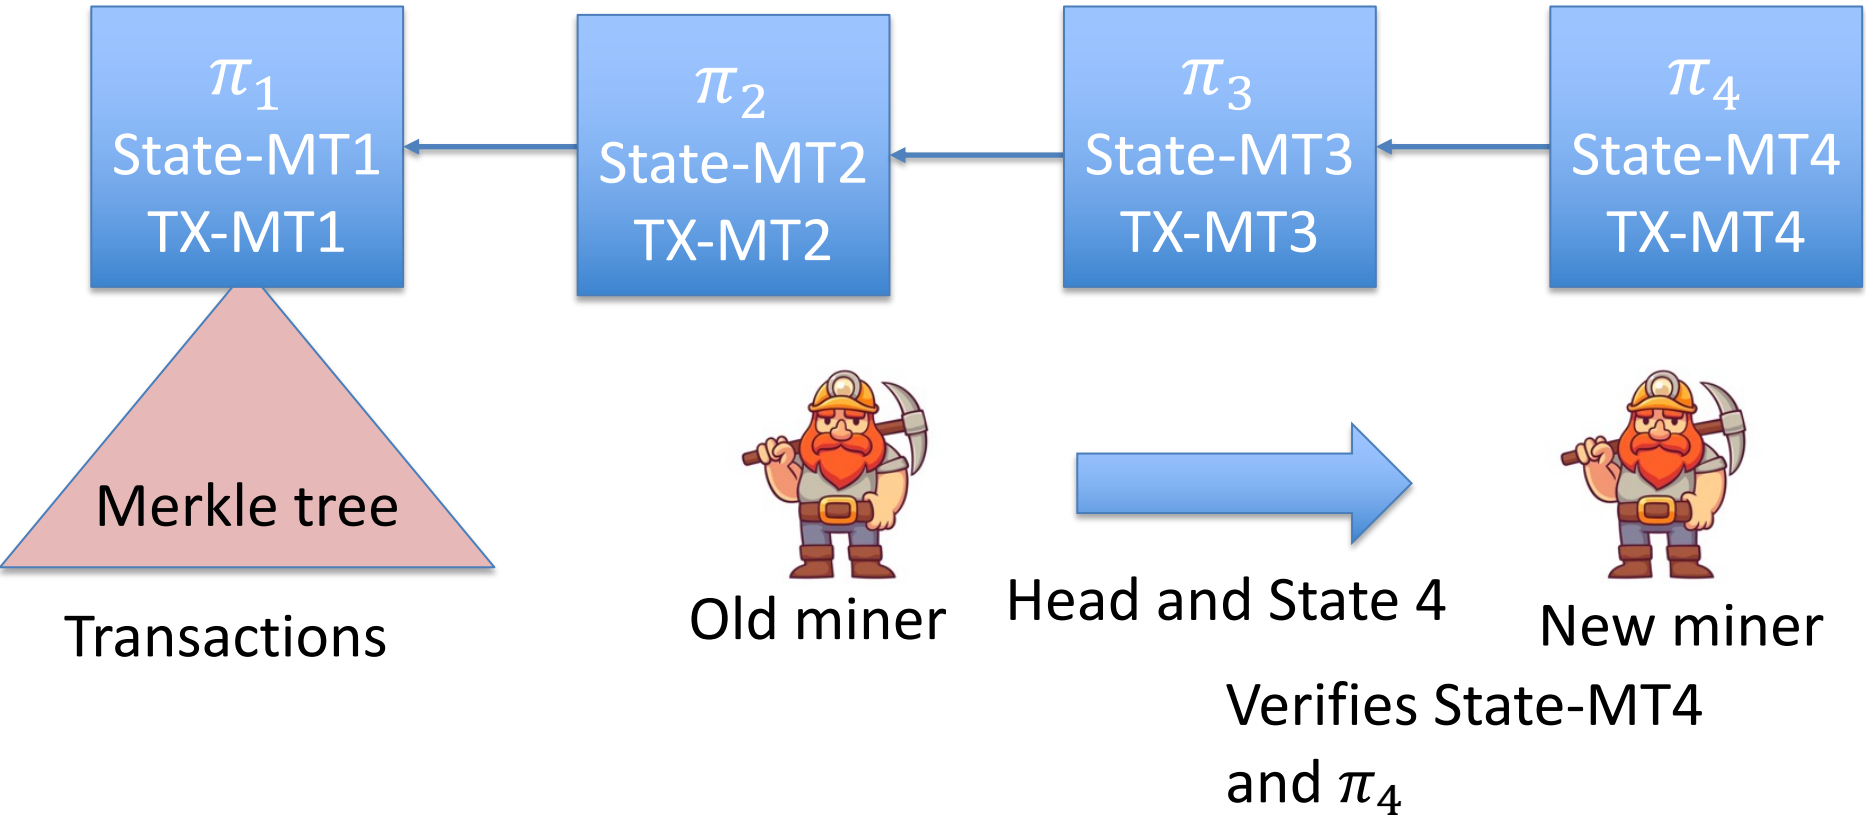 π₁
State-MT1
TX-MT1
π₂
State-MT2
TX-MT2
π₃
State-MT3
TX-MT3
π₄
State-MT4
TX-MT4
Merkle tree
Transactions
Old miner
Head and State 4
New miner
Verifies State-MT4
and π₄